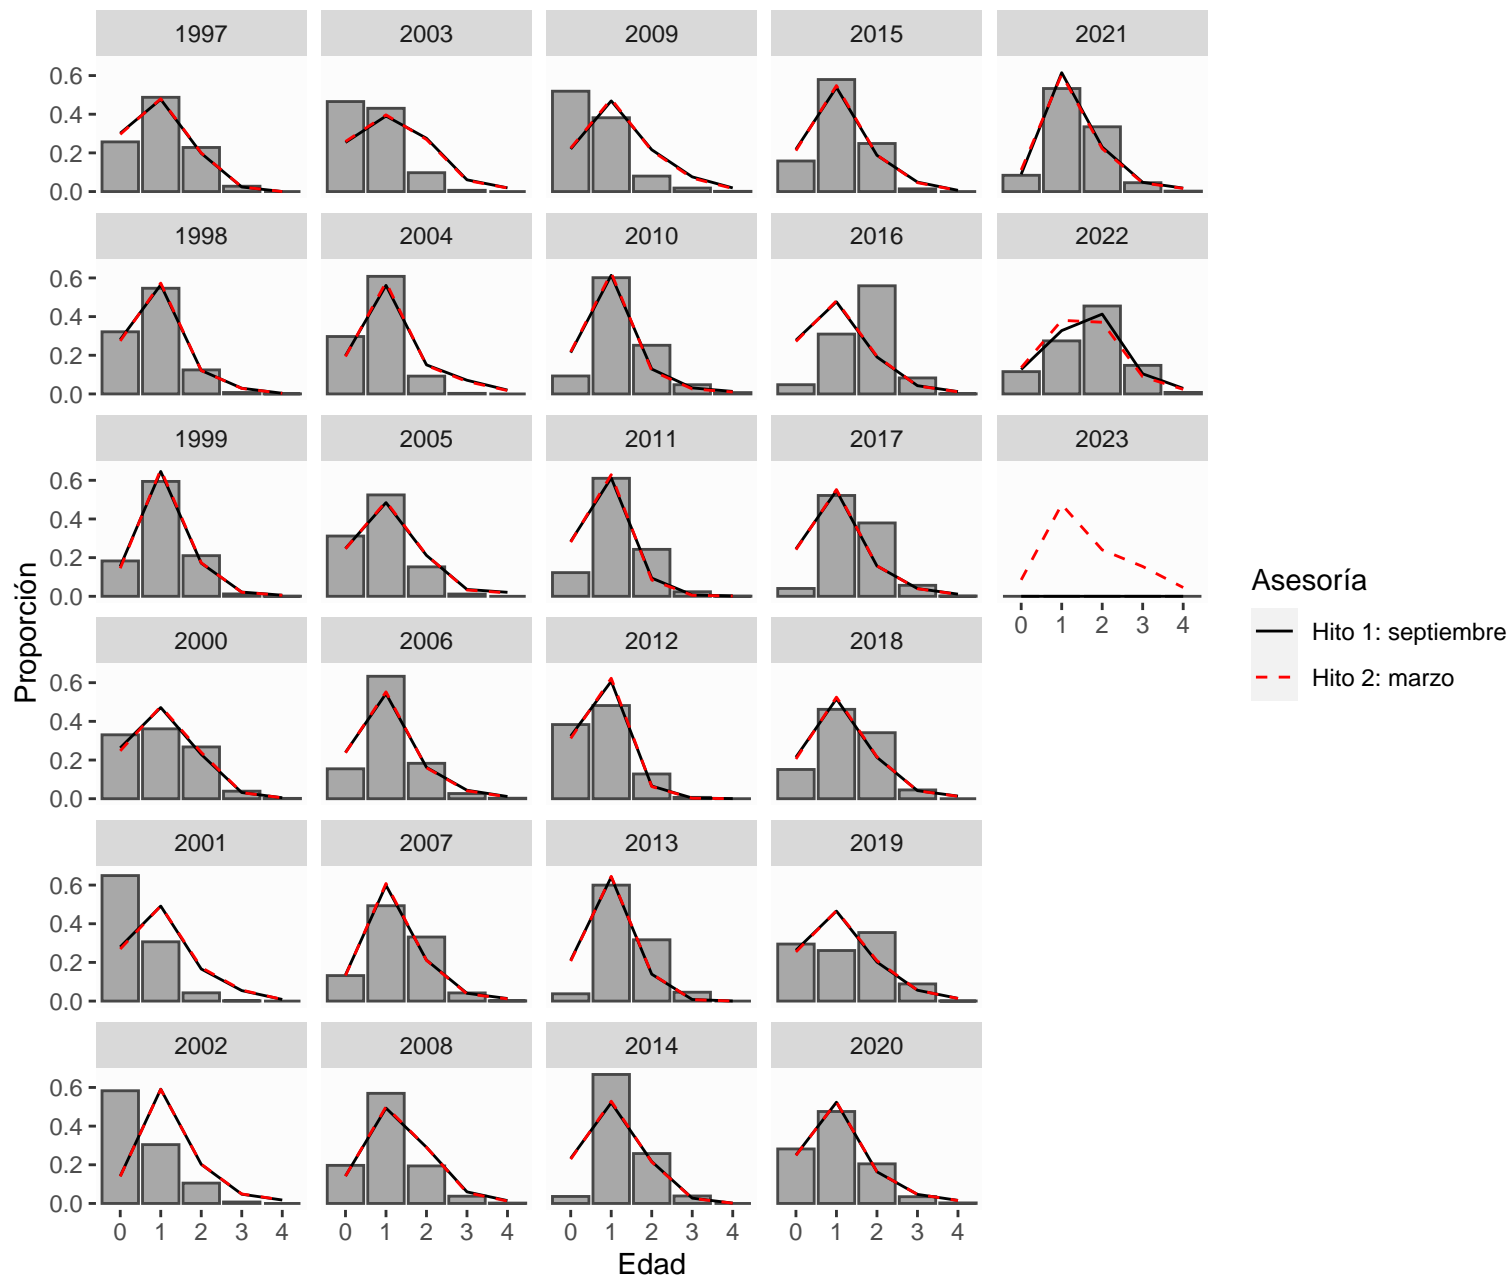 1997 2003 2009 2015 2021
0.6
0.4
0.2
0.0
1998 2004 2010 2016 2022
0.6
0.4
0.2
0.0
1999 2005 2011 2017 2023
0.6
0.4
0.2
0.0
0 1 2 3 4
2000 2006 2012 2018
0.6
0.4
0.2
0.0
2001 2007 2013 2019
0.6
0.4
0.2
0.0
2002 2008 2014 2020
0.6
0.4
0.2
0.0
0 1 2 3 4 0 1 2 3 4 0 1 2 3 4 0 1 2 3 4
Edad
Proporción
Asesoría
Hito 1: septiembre
Hito 2: marzo